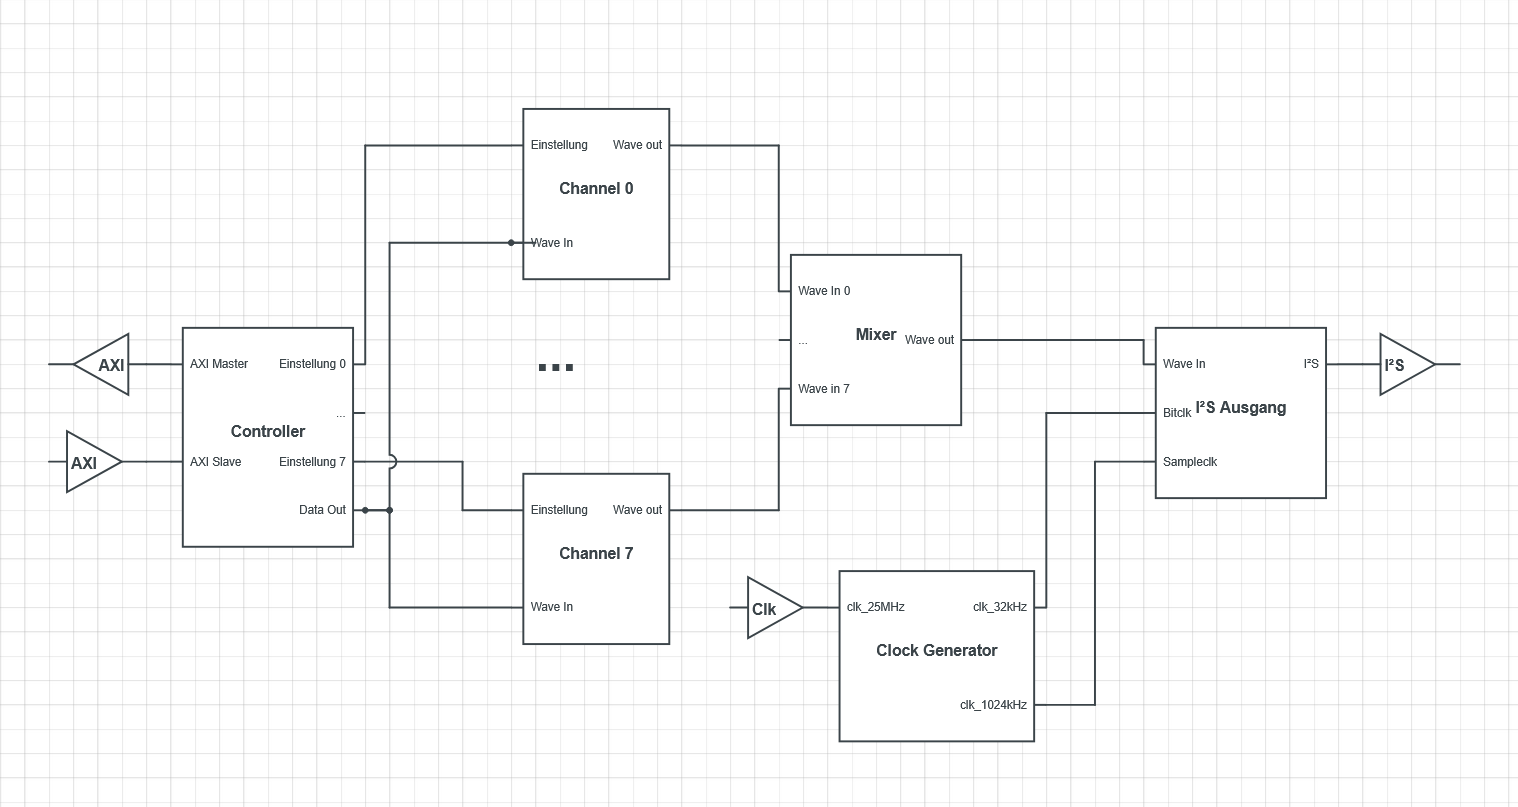 Einstellung
Wave out
Channel 0
Wave In
Wave In 0
Mixer
...
Wave out
Wave in 7
AXI
AXI Master
Einstellung 0
...
Controller
AXI
AXI Slave
Einstellung 7
Data Out
...
Einstellung
Wave out
Channel 7
Wave In
Wave In
I²S
Bitclk
I²S Ausgang
Sampleclk
I²S
Clk
clk_25MHz
clk_32kHz
Clock Generator
clk_1024kHz